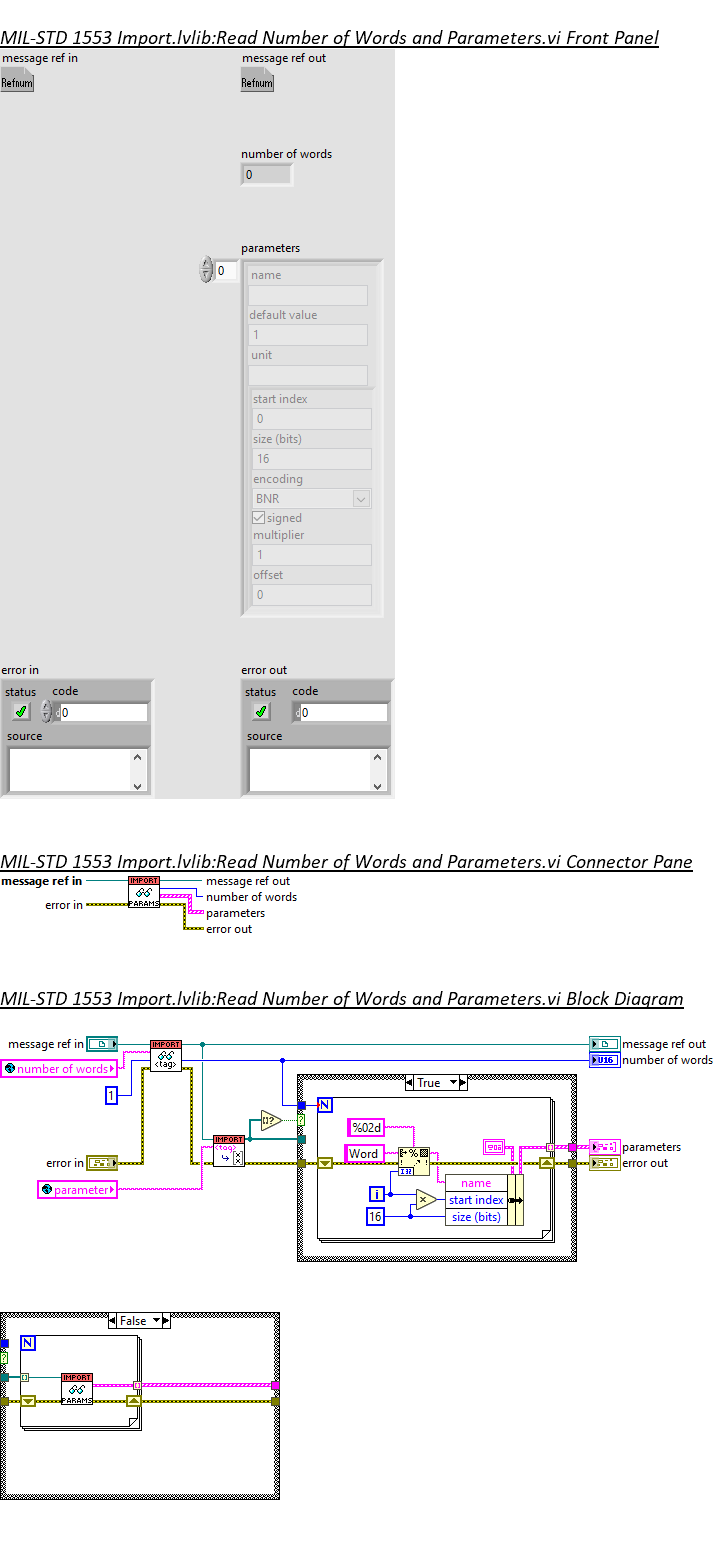 MIL-STD 1553 Import.lvlib:Read Number of Words and Parameters.vi Front Panel
message ref in message ref out
Refnum Refnum
number of words
0
parameters
0
name
default value
1
unit
start index
0
size (bits)
16
encoding
BNR
signed
multiplier
1
offset
0
error in error out
status code status code
d0 d0
source source
MIL-STD 1553 Import.lvlib:Read Number of Words and Parameters.vi Connector Pane
message ref in IMPORT message ref out
number of words
error in PARAMS parameters
error out
MIL-STD 1553 Import.lvlib:Read Number of Words and Parameters.vi Block Diagram
message ref in IMPORT message ref out
number of words <tag> U16 number of words
True
1 N
%02d
IMPORT
<tag>
Word
parameters
error in error out
parameter
name
i start index
16 size (bits)
False
N
IMPORT
PARAMS